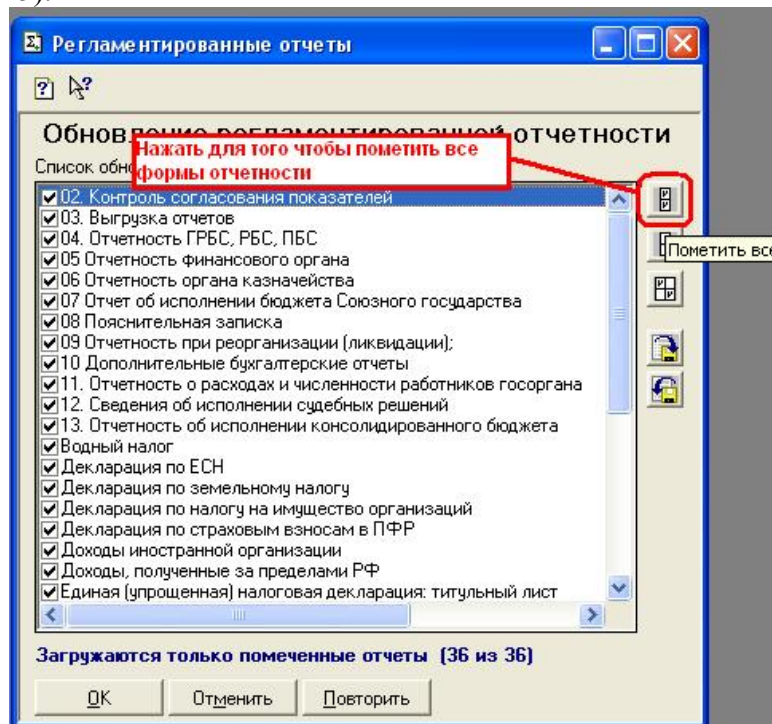 Регламентированные отчеты
Обновление регламентированной отчетности
Нажать для того чтобы пометить все
формы отчетности
Список
02. Контроль согласования показателей
03. Выгрузка отчетов
04. Отчетность ГРБС, РБС, ПБС
05 Отчетность финансового органа
06 Отчетность органа казначейства
07 Отчет об исполнении бюджета Союзного государства
08 Пояснительная записка
09 Отчетность при реорганизации (ликвидации);
10 Дополнительные бухгалтерские отчеты
11. Отчетность о расходах и численности работников госоргана
12. Сведения об исполнении судебных решений
13. Отчетность об исполнении консолидированного бюджета
Водный налог
Декларация по ЕСН
Декларация по земельному налогу
Декларация по налогу на имущество организаций
Декларация по страховым взносам в ПФР
Доходы иностранной организации
Доходы, полученные за пределами РФ
Единая (упрощенная) налоговая декларация: титульный лист
Пометить все
Загружаются только помеченные отчеты (36 из 36)
OK Отменить Повторить